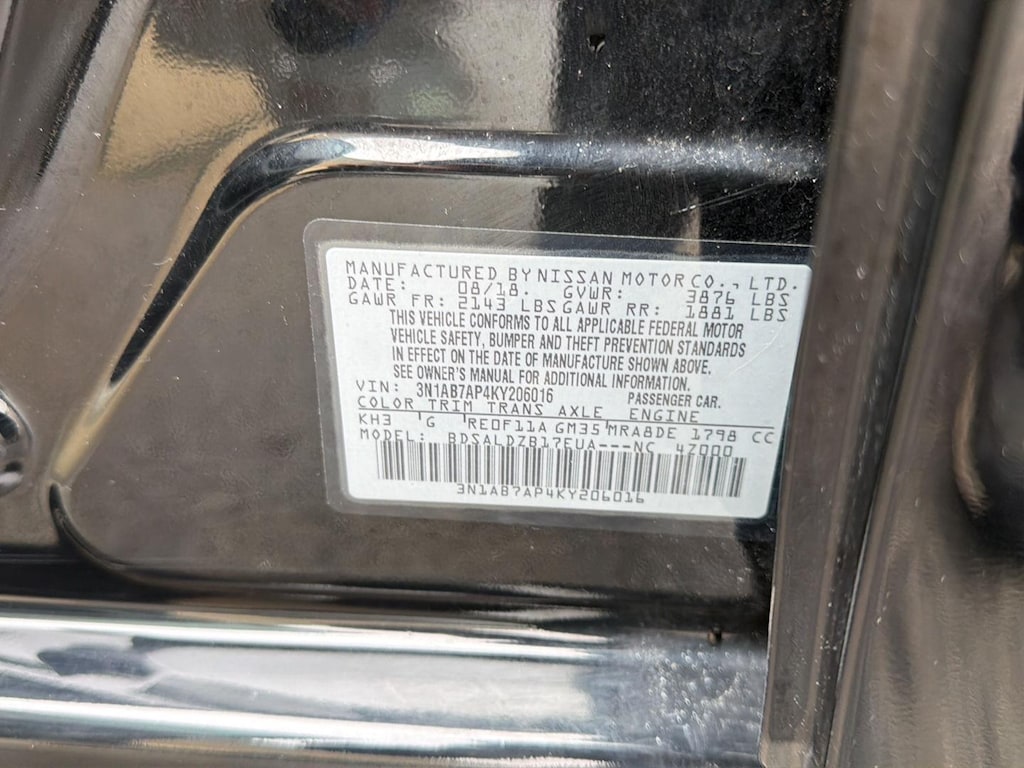 MANUFACTURED BY NISSAN MOTOR CO., LTD.
DATE: 08/18. GVWR: 3876 LBS
GAWR FR: 2143 LBS GAWR RR: 1881 LBS
THIS VEHICLE CONFORMS TO ALL APPLICABLE FEDERAL MOTOR
VEHICLE SAFETY, BUMPER AND THEFT PREVENTION STANDARDS
IN EFFECT ON THE DATE OF MANUFACTURE SHOWN ABOVE.
SEE OWNER'S MANUAL FOR ADDITIONAL INFORMATION.
VIN: 3N1AB7AP4KY206016 PASSENGER CAR.
COLOR TRIM TRANS AXLE ENGINE
KH3 G RE0F11A GM35 MRA8DE 1798 CC
MODEL: BDSALDZB17EUA---NC 47000
3N1AB7AP4KY206016